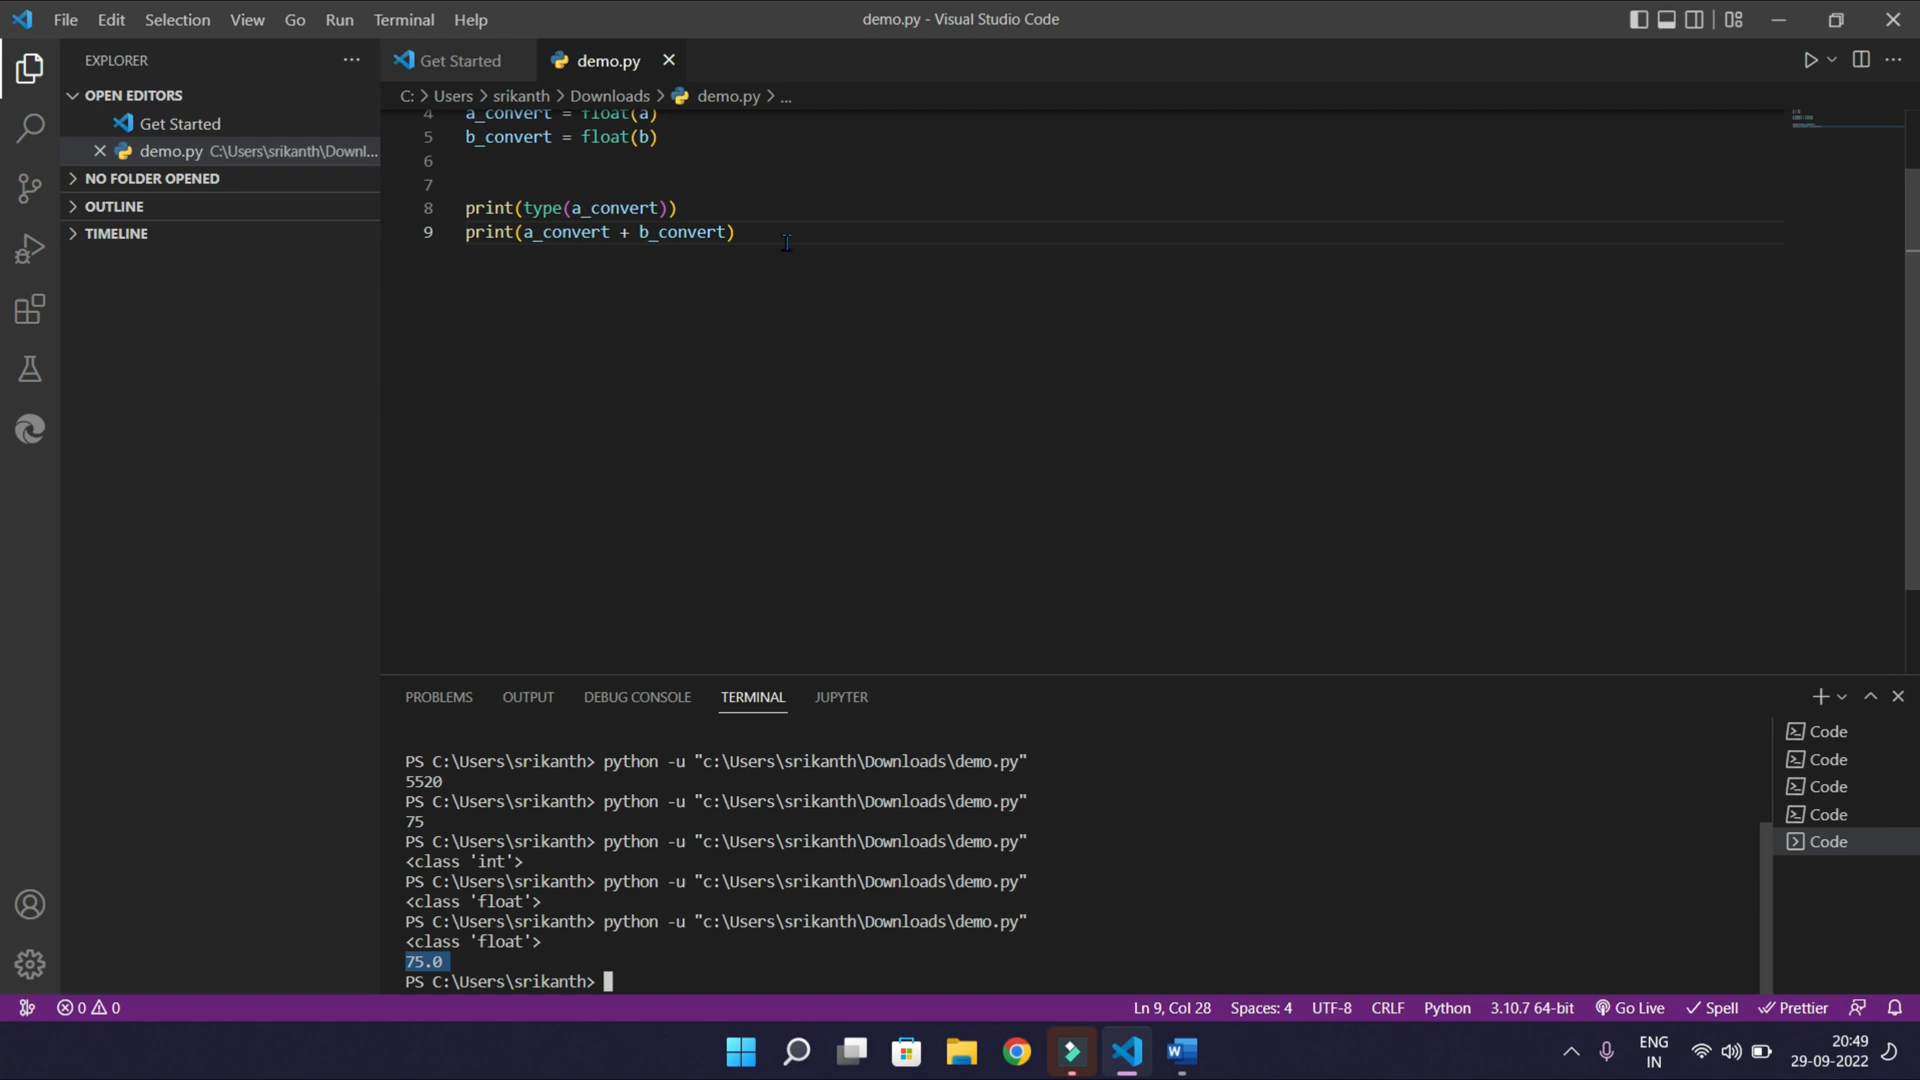 File Edit Selection View Go Run Terminal Help
demo.py - Visual Studio Code
EXPLORER
OPEN EDITORS
Get Started
demo.py C:\Users\srikanth\Downl...
NO FOLDER OPENED
OUTLINE
TIMELINE
Get Started demo.py
C: > Users > srikanth > Downloads > demo.py > ...
4 a_convert = float(a)
5 b_convert = float(b)
6
7
8 print(type(a_convert))
9 print(a_convert + b_convert)
PROBLEMS OUTPUT DEBUG CONSOLE TERMINAL JUPYTER
PS C:\Users\srikanth> python -u "c:\Users\srikanth\Downloads\demo.py"
5520
PS C:\Users\srikanth> python -u "c:\Users\srikanth\Downloads\demo.py"
75
PS C:\Users\srikanth> python -u "c:\Users\srikanth\Downloads\demo.py"
<class 'int'>
PS C:\Users\srikanth> python -u "c:\Users\srikanth\Downloads\demo.py"
<class 'float'>
PS C:\Users\srikanth> python -u "c:\Users\srikanth\Downloads\demo.py"
<class 'float'>
75.0
PS C:\Users\srikanth>
Code
Code
Code
Code
Code
0 0
Ln 9, Col 28 Spaces: 4 UTF-8 CRLF Python 3.10.7 64-bit Go Live Spell Prettier
W
ENG
IN
20:49
29-09-2022